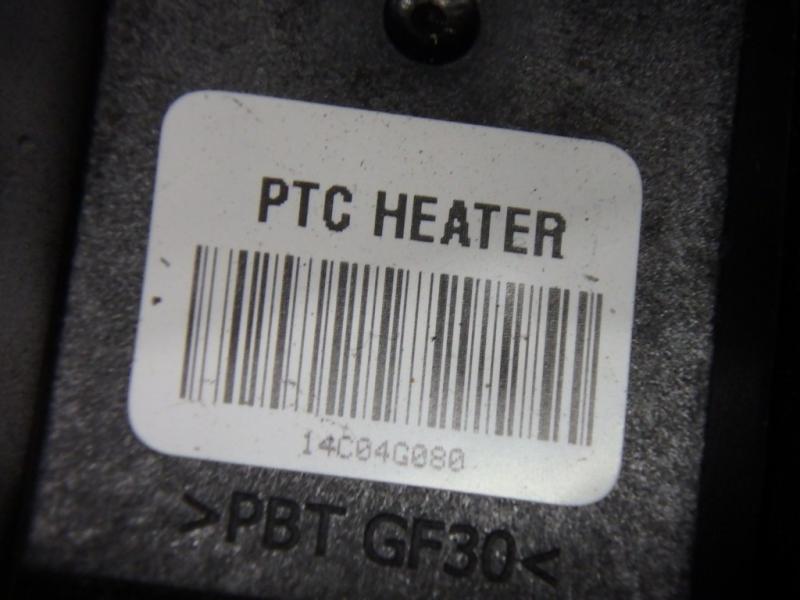 PTC HEATER
14C04G080
>PBT GF30<